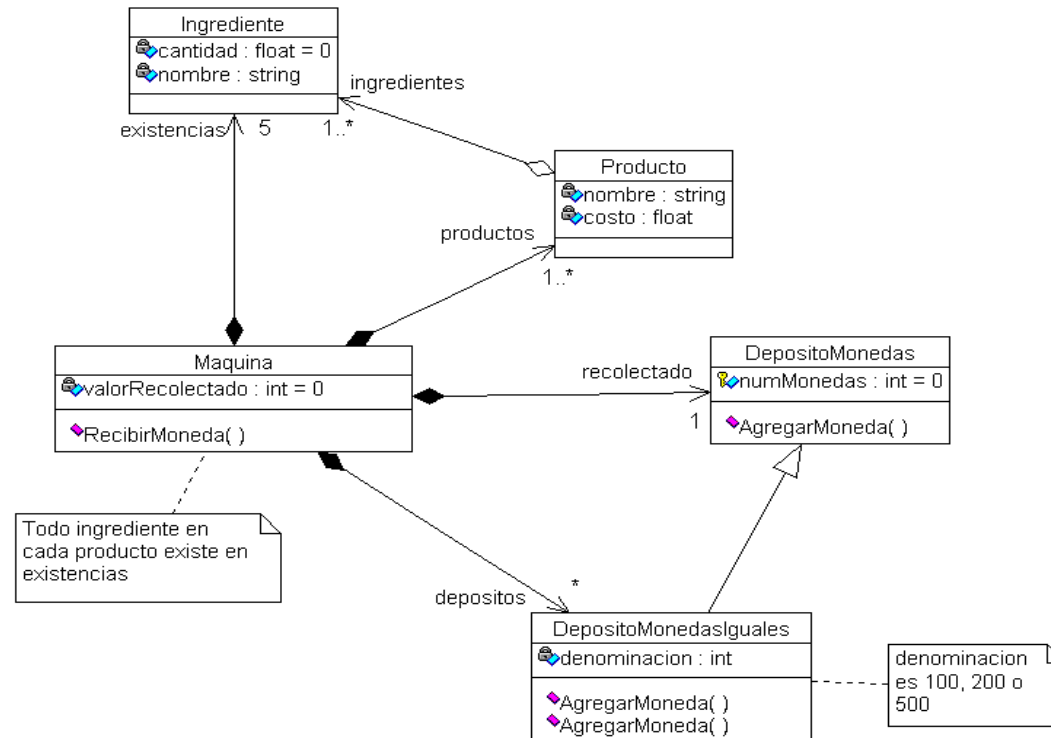 Ingrediente
cantidad : float = 0
nombre : string
ingredientes
existencias 5 1..*
Producto
nombre : string
costo : float
productos
1..*
Maquina
valorRecolectado : int = 0
RecibirMoneda( )
recolectado
1
DepositoMonedas
numMonedas : int = 0
AgregarMoneda( )
Todo ingrediente en
cada producto existe en
existencias
depositos *
DepositoMonedasIguales
denominacion : int
AgregarMoneda( )
AgregarMoneda( )
denominacion
es 100, 200 o
500